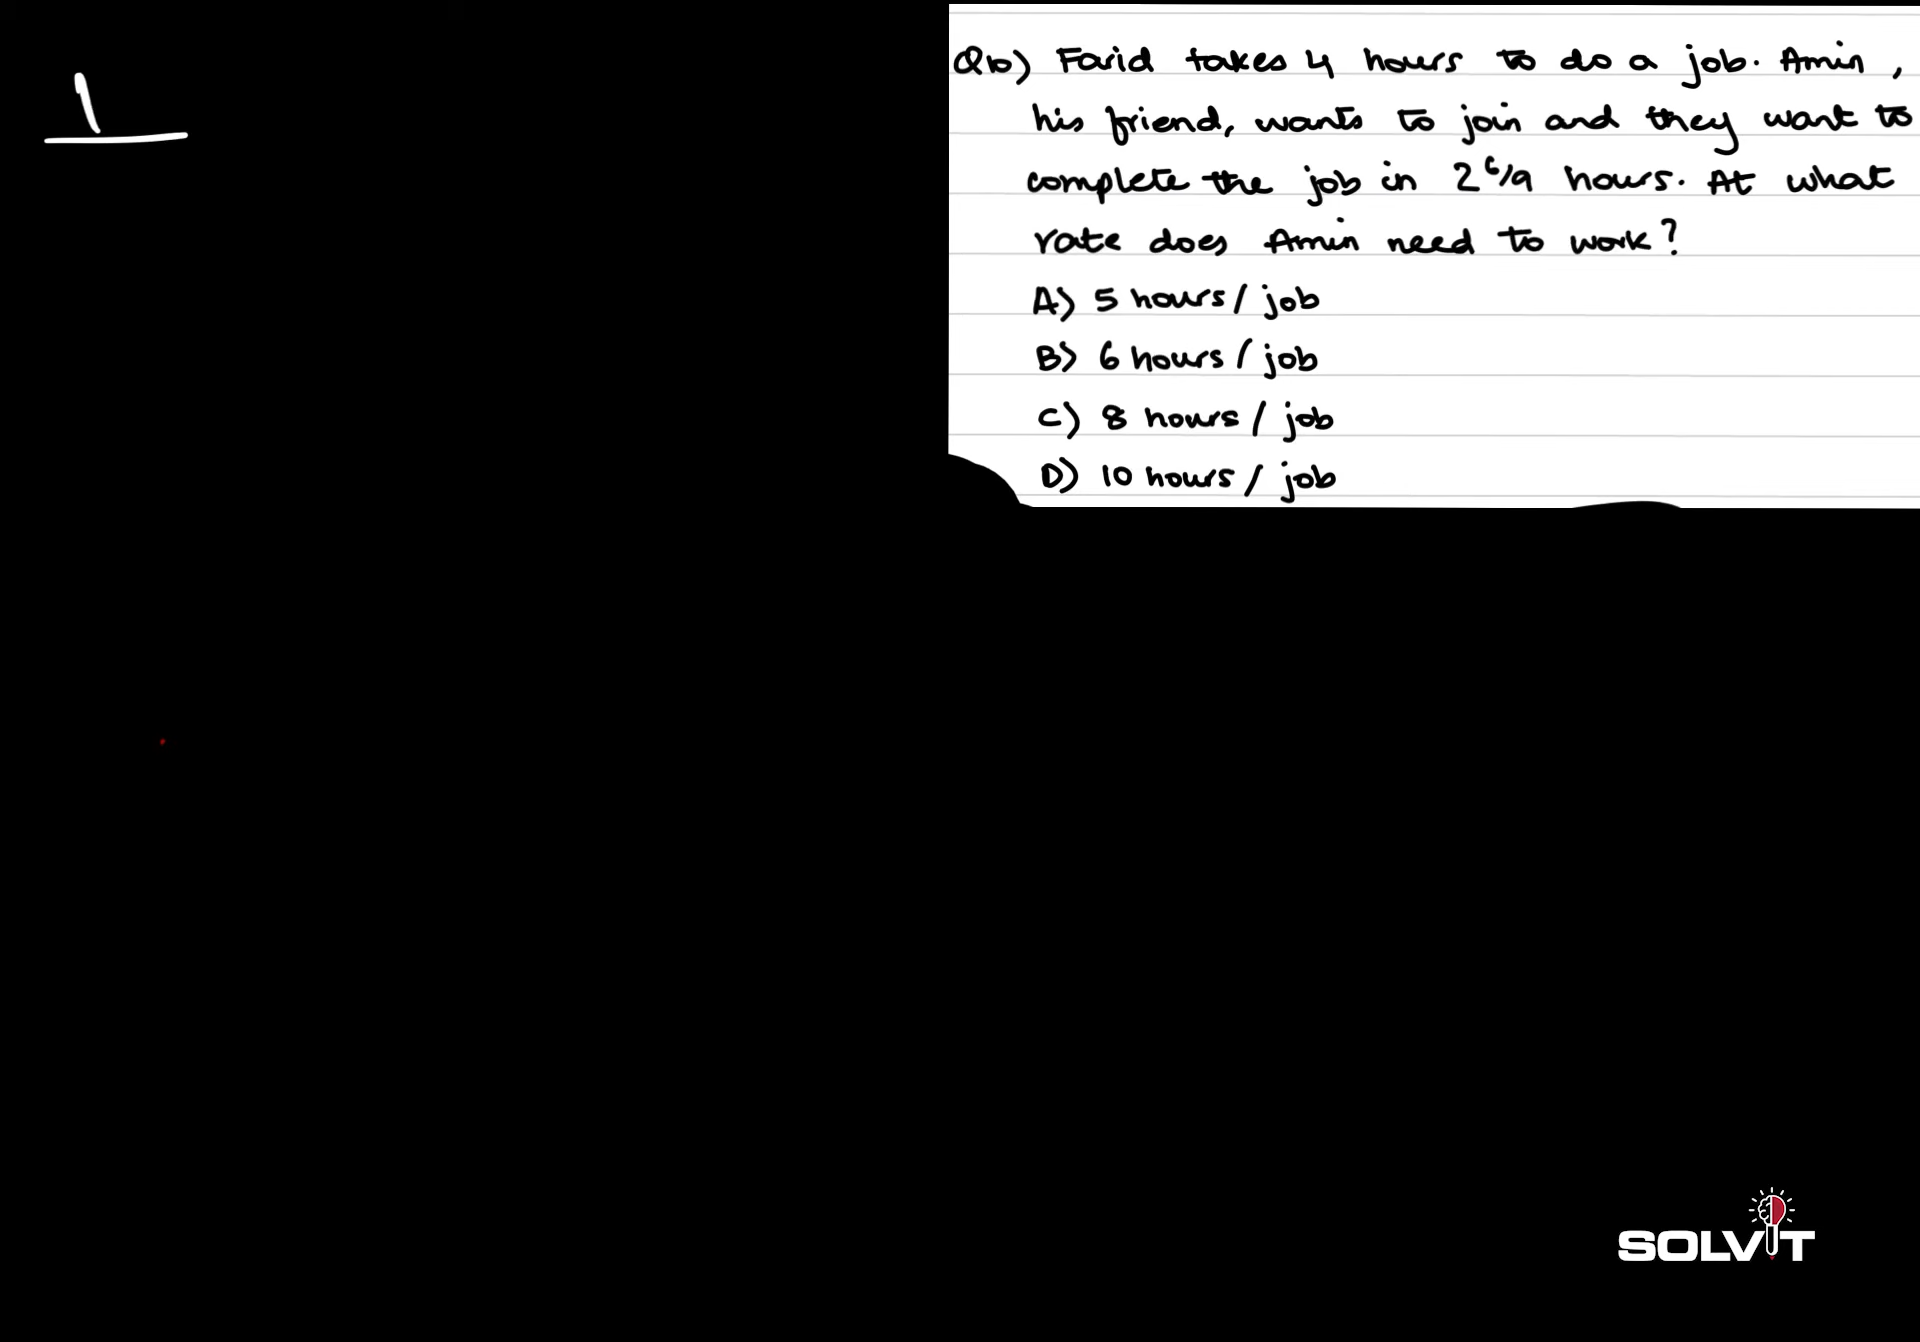 1
Q10) Farid takes 4 hours to do a job. Amin,
his friend, wants to join and they want to
complete the job in 2 6/9 hours. At what
rate does Amin need to work?
A) 5 hours / job
B) 6 hours / job
C) 8 hours / job
D) 10 hours / job
SOLVIT